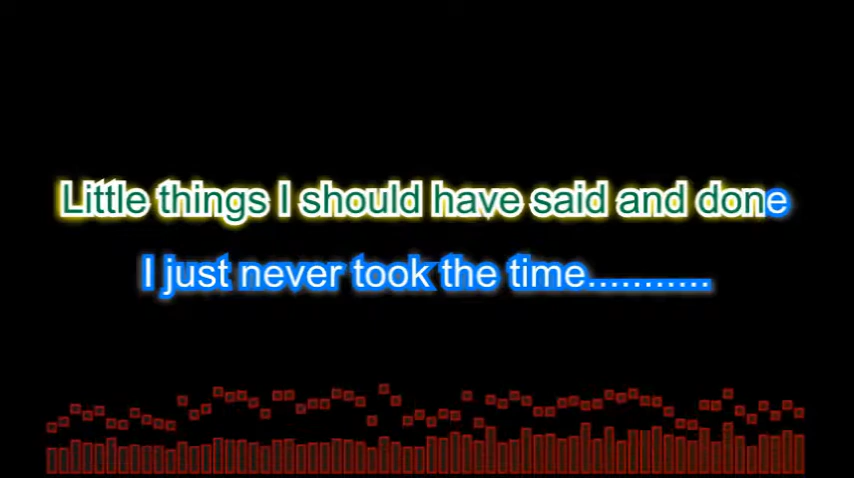 Little things I should have said and done
I just never took the time...........